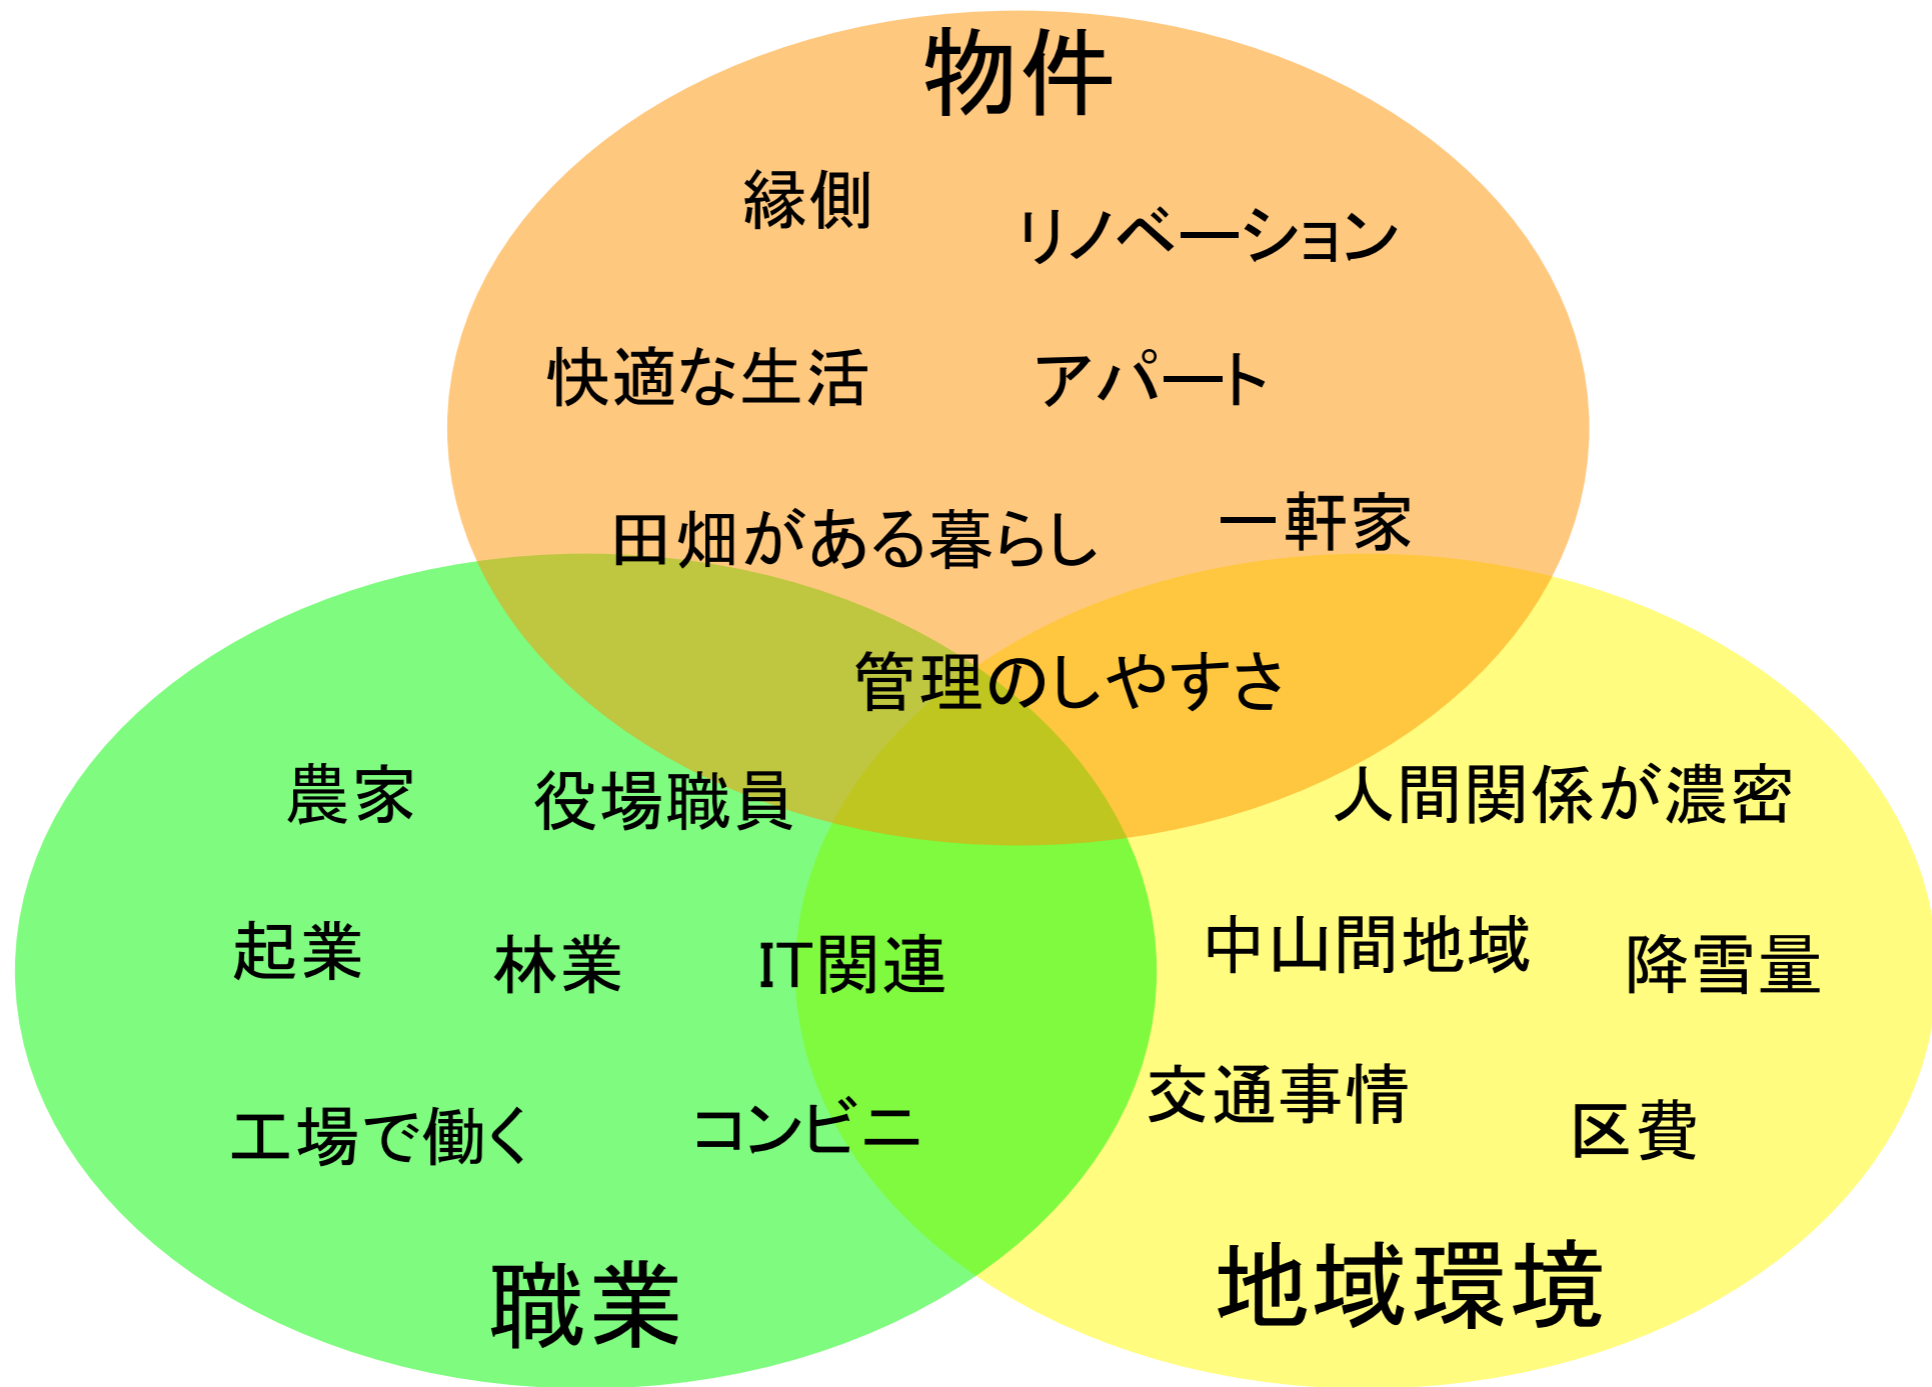 物件
縁側
リノベーション
快適な生活
アパート
田畑がある暮らし
一軒家
管理のしやすさ
農家
役場職員
人間関係が濃密
起業
林業
IT関連
中山間地域
降雪量
工場で働く
コンビニ
交通事情
区費
職業
地域環境